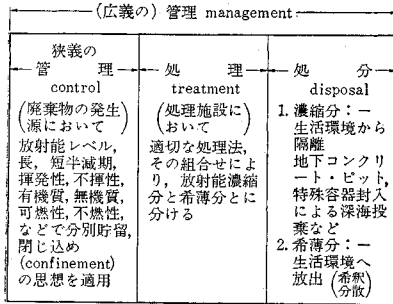 (広義の) 管理 management
狭義の
管理
control
(廃棄物の発生
源において)
放射能レベル,
長, 短半減期,
揮発性, 不揮性,
有機質, 無機質,
可燃性, 不燃性,
などで分別貯留,
閉じ込め
(confinement)
の思想を適用
処理
treatment
(処理施設に
おいて)
適切な処理法,
その組合せによ
り, 放射能濃縮
分と希薄分とに
分ける
処分
disposal
1. 濃縮分:—
生活環境から
隔離
地下コンクリ
ート・ピット,
特殊容器封入
による深海投
棄など
2. 希薄分:—
生活環境へ
放出 (希釈
分散)